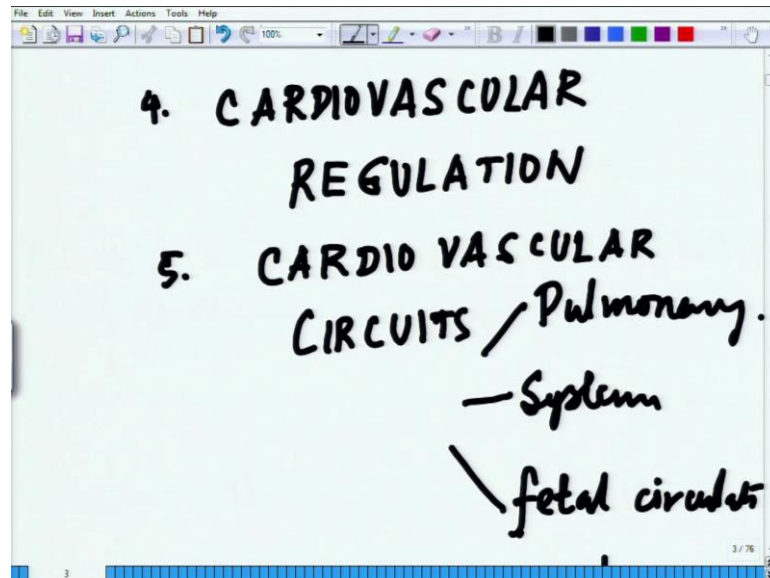 File Edit View Insert Actions Tools Help
100%
4. CARDIOVASCULAR
REGULATION
5. CARDIO VASCULAR
CIRCUITS / Pulmonary.
— System
\ fetal circulati
3 / 76
3